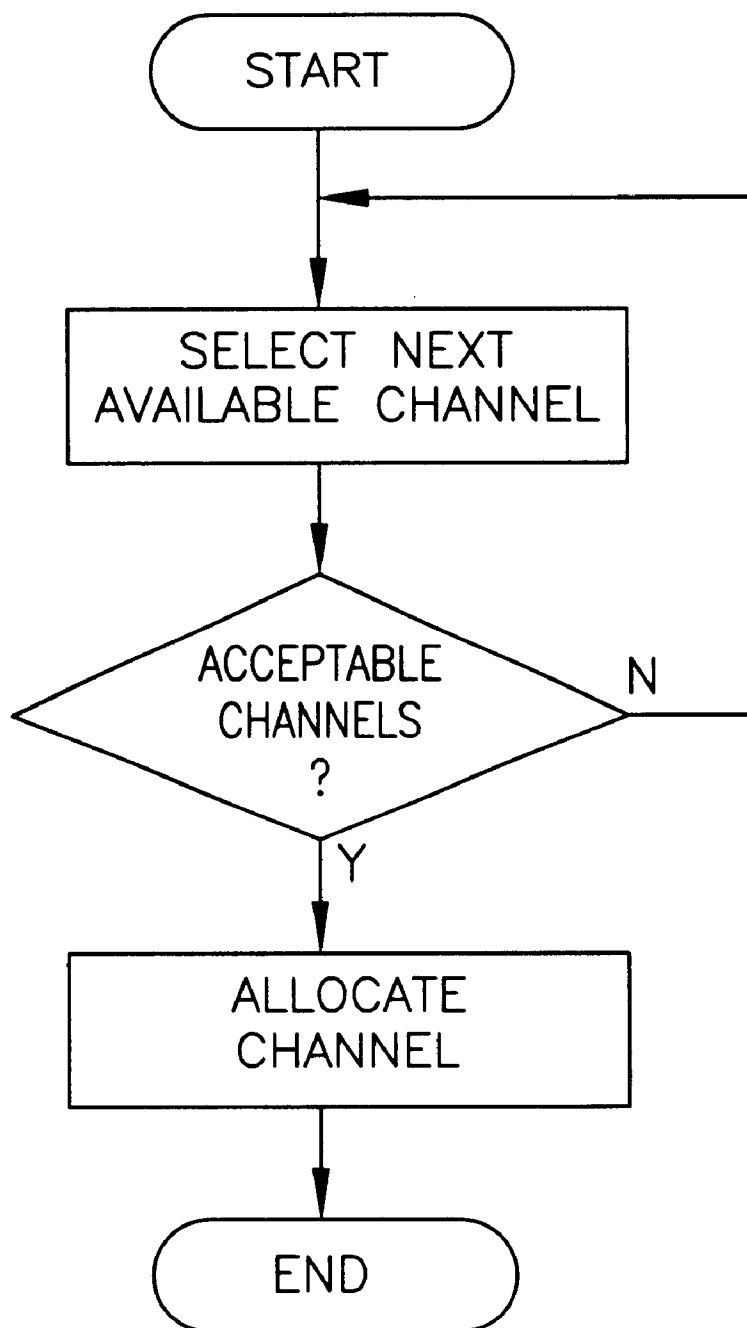 START
SELECT NEXT
AVAILABLE CHANNEL
ACCEPTABLE
CHANNELS
?
N
Y
ALLOCATE
CHANNEL
END